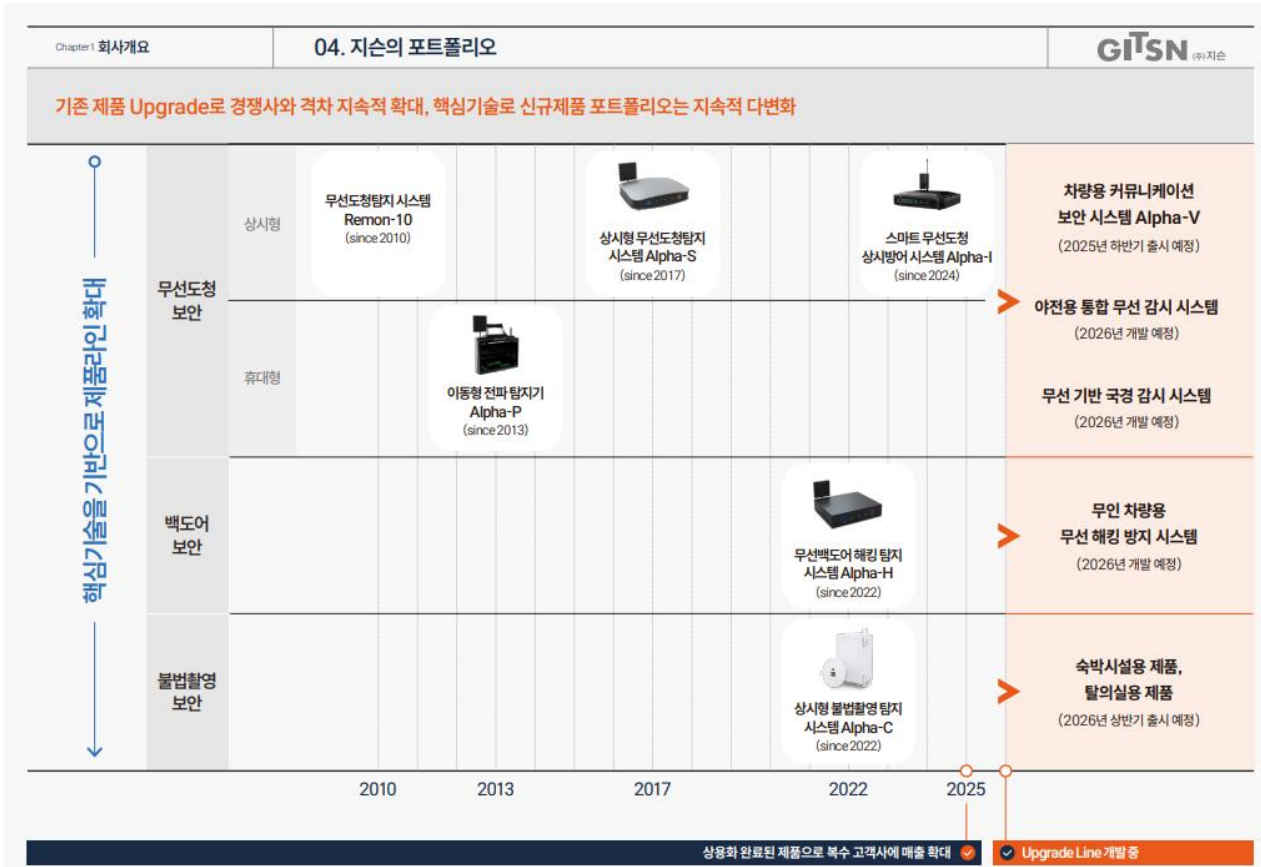 Chapter1 회사개요
04. 지슨의 포트폴리오
GITSN (주)지슨
기존 제품 Upgrade로 경쟁사와 격차 지속적 확대, 핵심기술로 신규제품 포트폴리오는 지속적 다변화
핵심기술을 기반으로 제품라인 확대
무선도청
보안
상시형
무선도청탐지 시스템
Remon-10
(since 2010)
상시형 무선도청탐지
시스템 Alpha-S
(since 2017)
스마트 무선도청
상시방어 시스템 Alpha-I
(since 2024)
휴대형
이동형 전파 탐지기
Alpha-P
(since 2013)
차량용 커뮤니케이션
보안 시스템 Alpha-V
(2025년 하반기 출시 예정)
야전용 통합 무선 감시 시스템
(2026년 개발 예정)
무선 기반 국경 감시 시스템
(2026년 개발 예정)
백도어
보안
무선백도어 해킹 탐지
시스템 Alpha-H
(since 2022)
무인 차량용
무선 해킹 방지 시스템
(2026년 개발 예정)
불법촬영
보안
상시형 불법촬영 탐지
시스템 Alpha-C
(since 2022)
숙박시설용 제품,
탈의실용 제품
(2026년 상반기 출시 예정)
2010 2013 2017 2022 2025
상용화 완료된 제품으로 복수 고객사에 매출 확대
Upgrade Line 개발 중